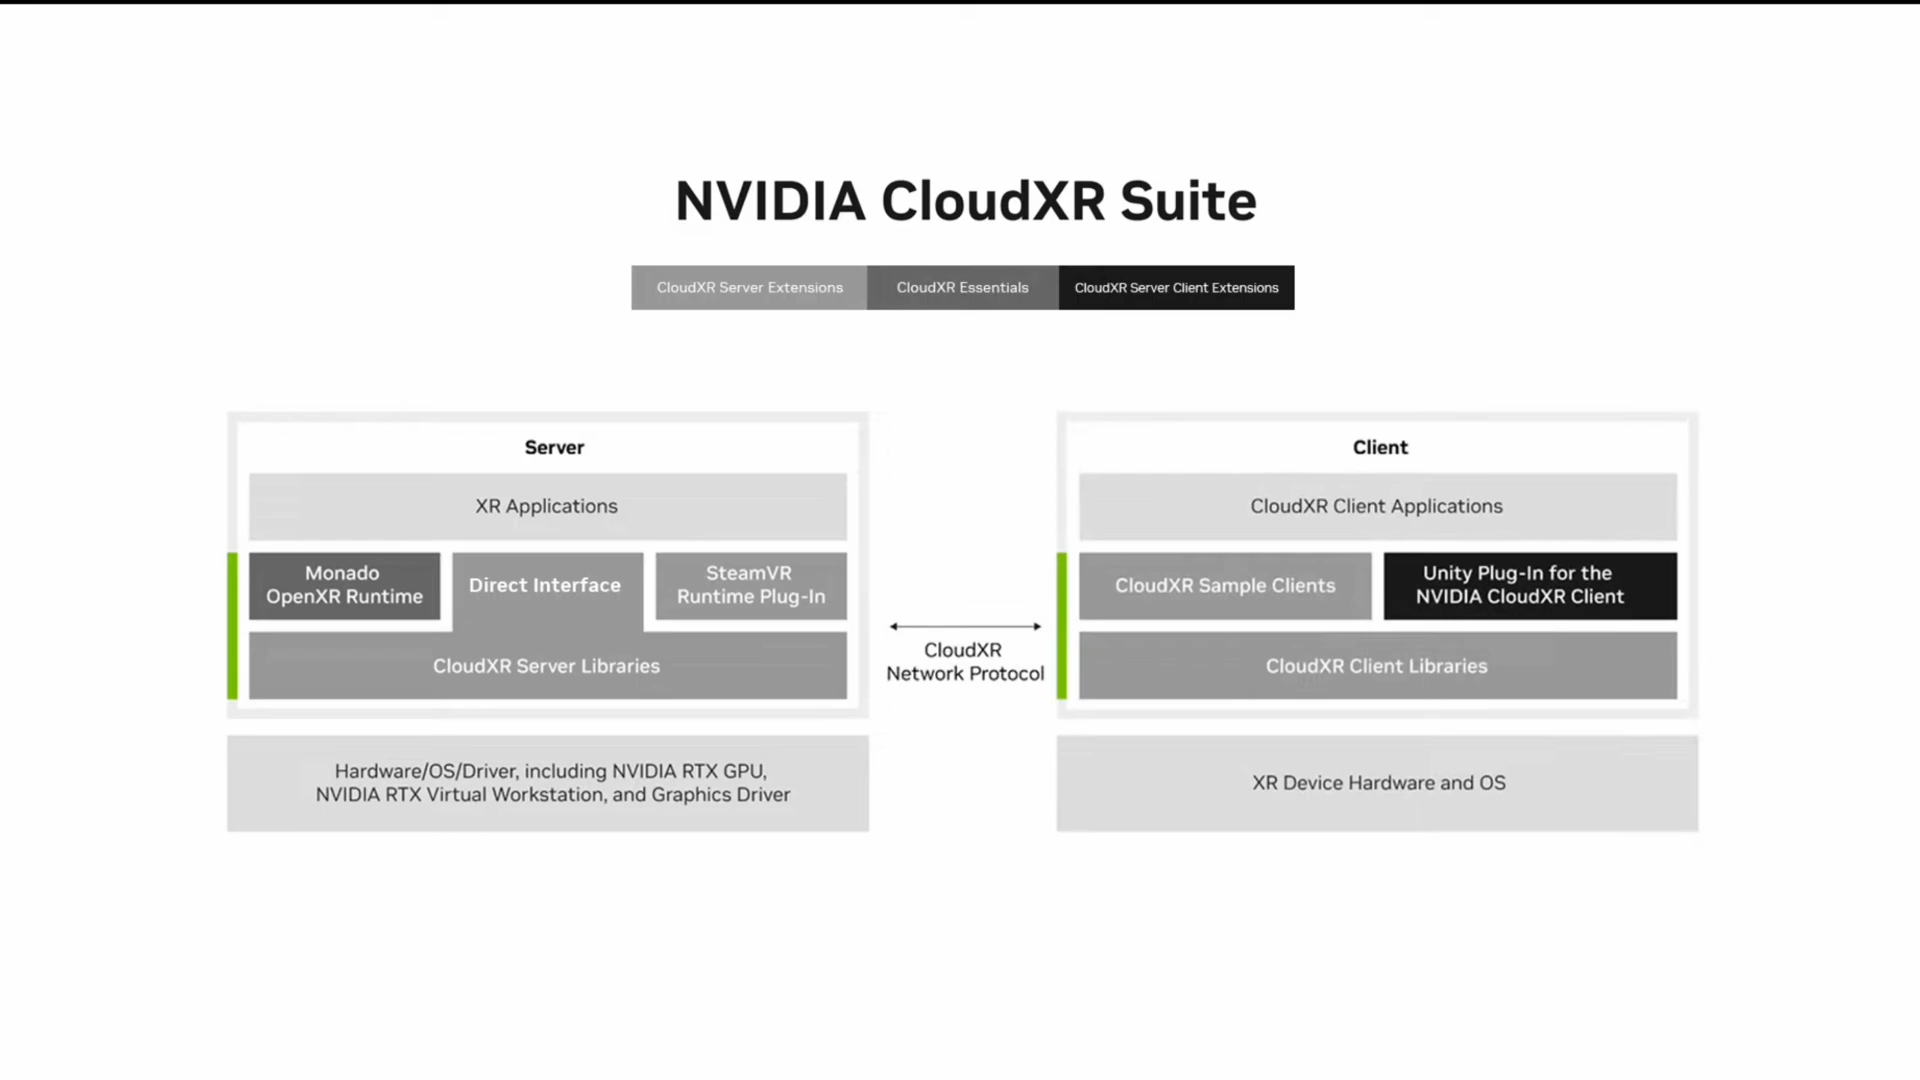 NVIDIA CloudXR Suite
CloudXR Server Extensions
CloudXR Essentials
CloudXR Server Client Extensions
Server
XR Applications
Monado
OpenXR Runtime
Direct Interface
SteamVR
Runtime Plug-In
CloudXR Server Libraries
Hardware/OS/Driver, including NVIDIA RTX GPU,
NVIDIA RTX Virtual Workstation, and Graphics Driver
CloudXR
Network Protocol
Client
CloudXR Client Applications
CloudXR Sample Clients
Unity Plug-In for the
NVIDIA CloudXR Client
CloudXR Client Libraries
XR Device Hardware and OS